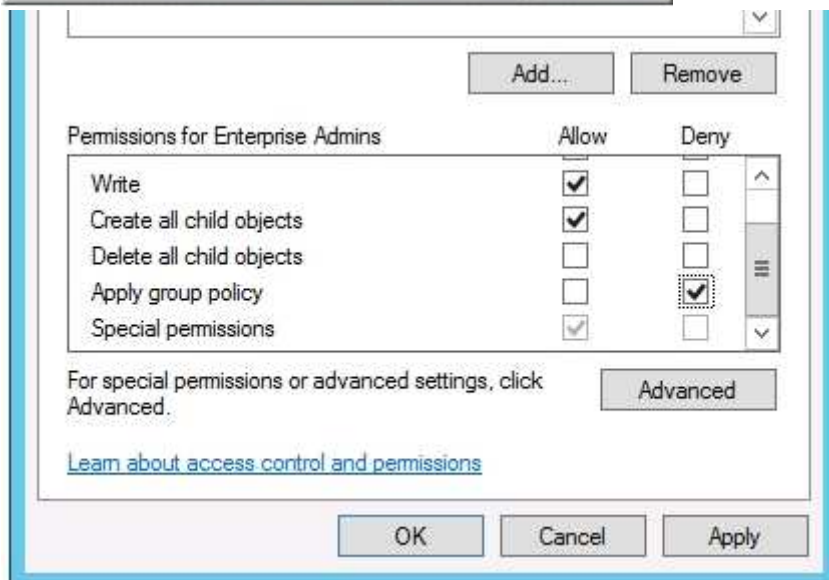 Add... Remove
Permissions for Enterprise Admins Allow Deny
Write
Create all child objects
Delete all child objects
Apply group policy
Special permissions
For special permissions or advanced settings, click
Advanced.
Advanced
Learn about access control and permissions
OK Cancel Apply